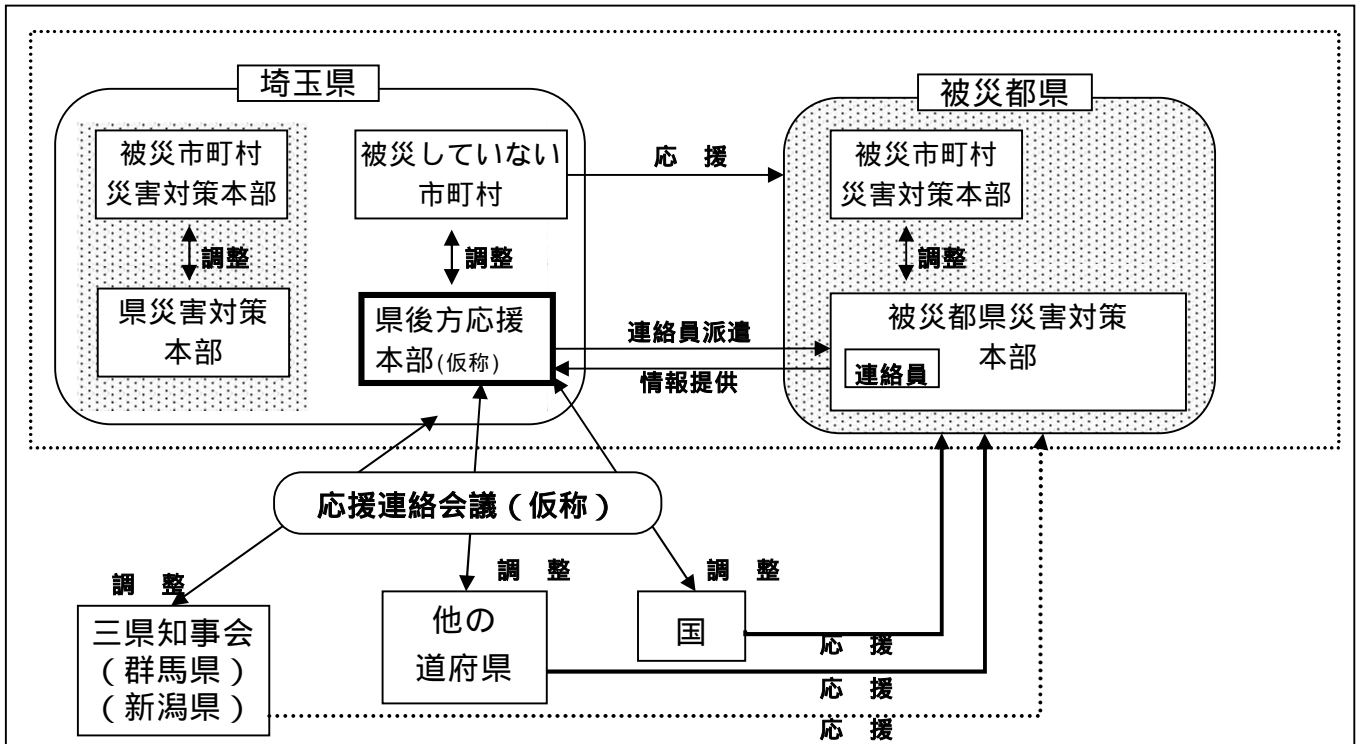 埼玉県
被災都県
被災市町村
災害対策本部
被災していない
市町村
応 援
被災市町村
災害対策本部
調整
調整
調整
県災害対策
本部
県後方応援
本部(仮称)
連絡員派遣
情報提供
被災都県災害対策
本部
連絡員
応援連絡会議(仮称)
調 整
調 整
調 整
三県知事会
(群馬県)
(新潟県)
他の
道府県
国
応 援
応 援
応 援